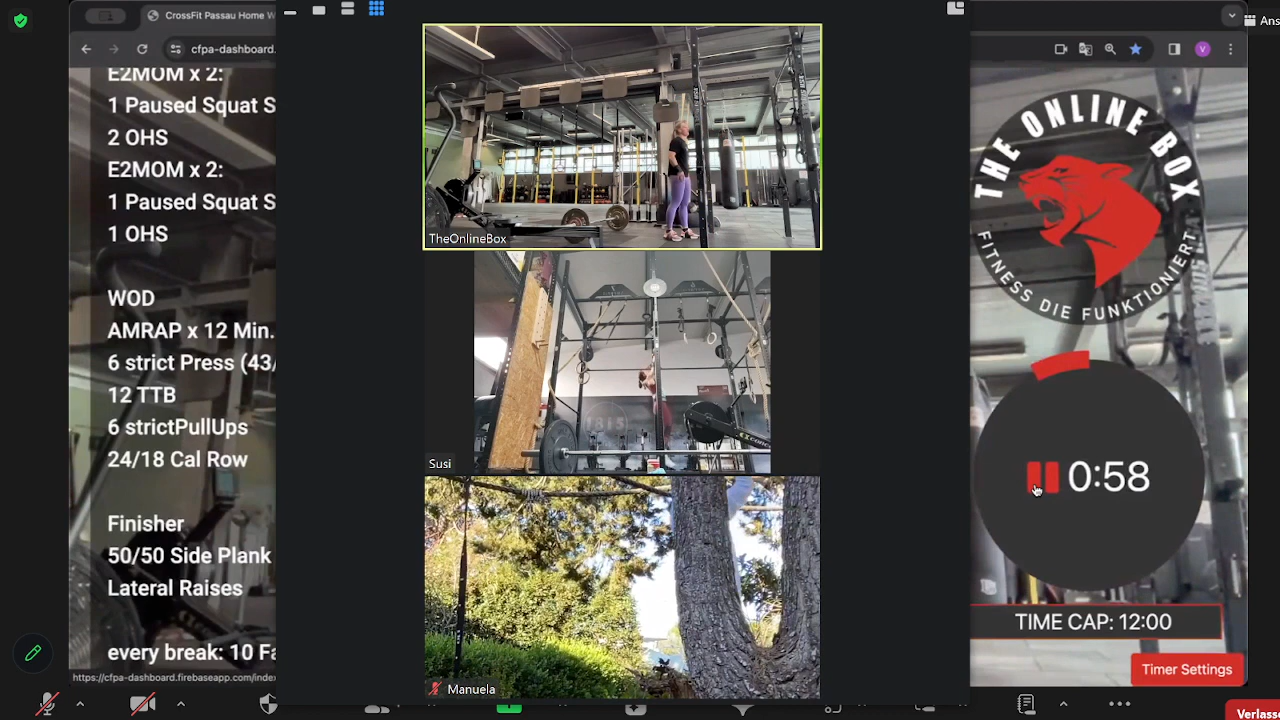 CrossFit Passau Home W
cfpa-dashboard.
Ans
E2MOM x 2:
1 Paused Squat S
2 OHS
E2MOM x 2:
1 Paused Squat S
1 OHS
WOD
AMRAP x 12 Min.
6 strict Press (43/
12 TTB
6 strictPullUps
24/18 Cal Row
Finisher
50/50 Side Plank
Lateral Raises
every break: 10 Fa
https://cfpa-dashboard.firebaseapp.com/index
TheOnlineBox
Susi
Manuela
V
THE ONLINE BOX
FITNESS DIE FUNKTIONIERT
0:58
TIME CAP: 12:00
Timer Settings
Verlass